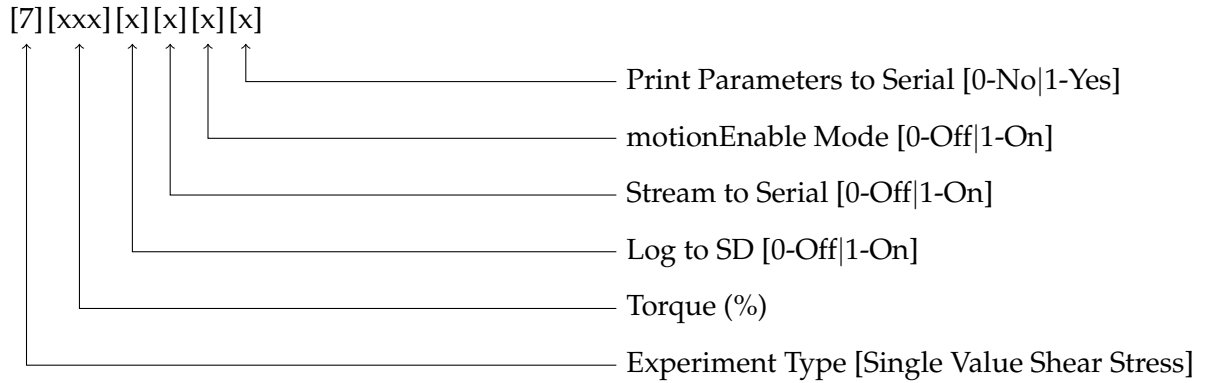 [7][xxx][x][x][x][x]
Print Parameters to Serial [0-No|1-Yes]
motionEnable Mode [0-Off|1-On]
Stream to Serial [0-Off|1-On]
Log to SD [0-Off|1-On]
Torque (%)
Experiment Type [Single Value Shear Stress]